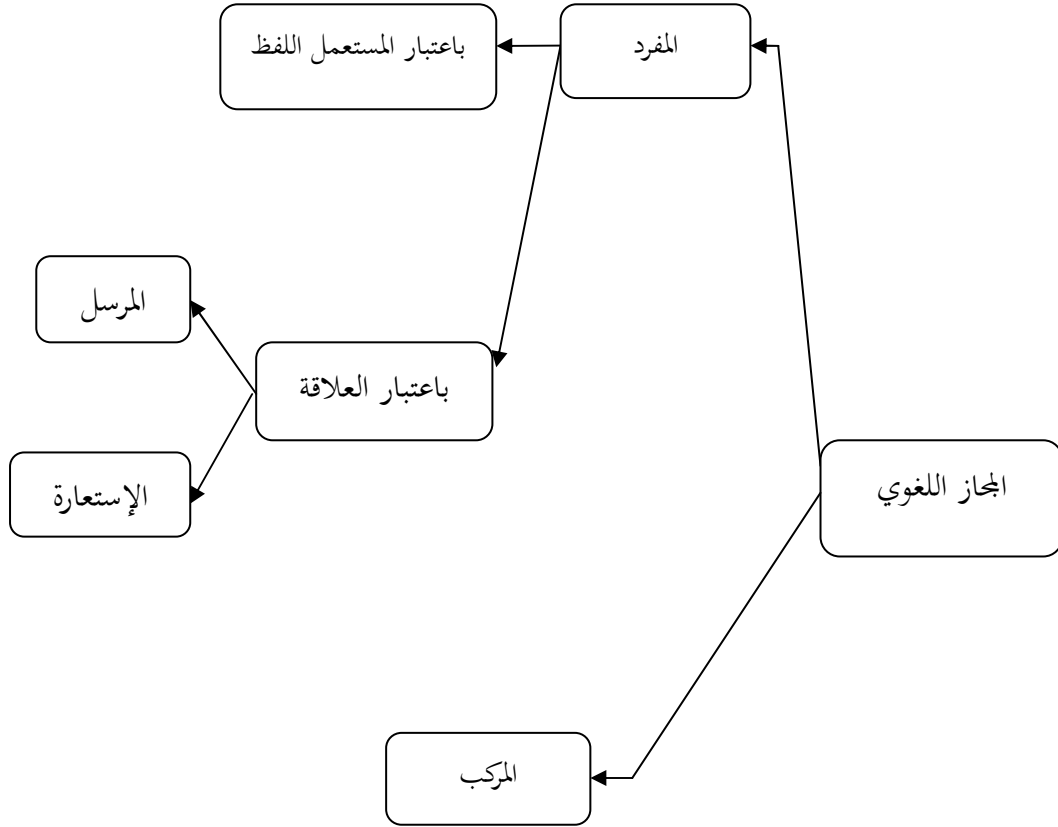 المفرد
باعتبار المستعمل اللفظ
المرسل
باعتبار العلاقة
الإستعارة
المجاز اللغوي
المركب